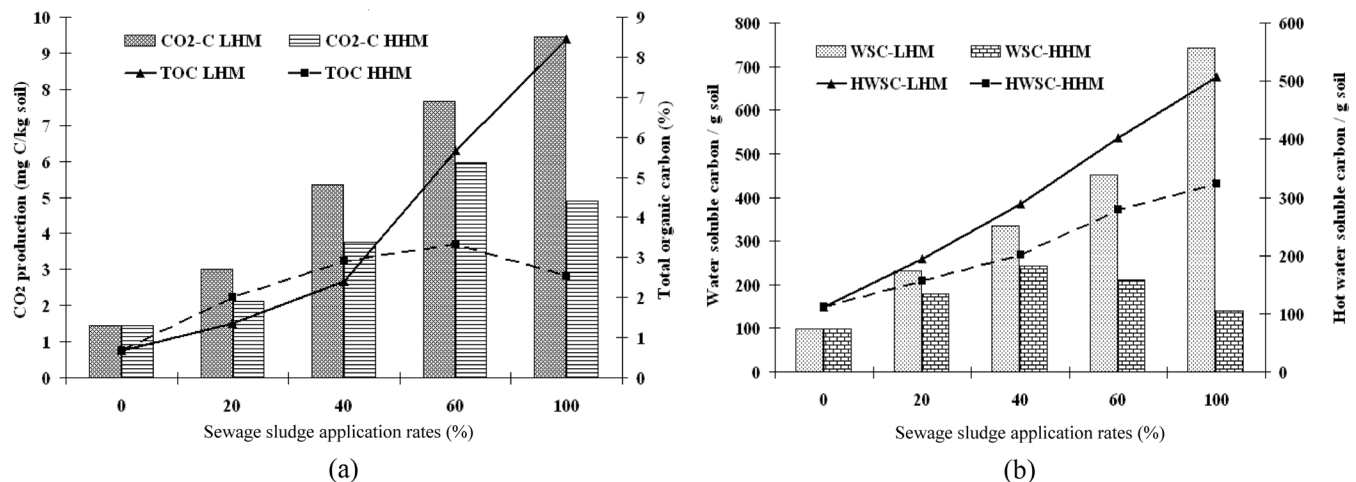 CO2-C LHM
CO2-C HHM
TOC LHM
TOC HHM
CO2 production (mg C/kg soil)
10
9
8
7
6
5
4
3
2
1
0
Total organic carbon (%)
9
8
7
6
5
4
3
2
1
0
0 20 40 60 100
Sewage sludge application rates (%)
(a)
WSC-LHM
WSC-HHM
HWSC-LHM
HWSC-HHM
Water soluble carbon / g soil
800
700
600
500
400
300
200
100
0
Hot water soluble carbon / g soil
600
500
400
300
200
100
0
0 20 40 60 100
Sewage sludge application rates (%)
(b)